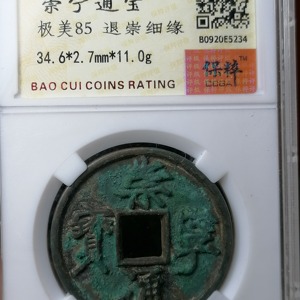 崇宁通宝
极美85 退崇细缘
34.6*2.7mm*11.0g
B0920E5234
保粹
BAO CUI COINS RATING
崇寧通寳